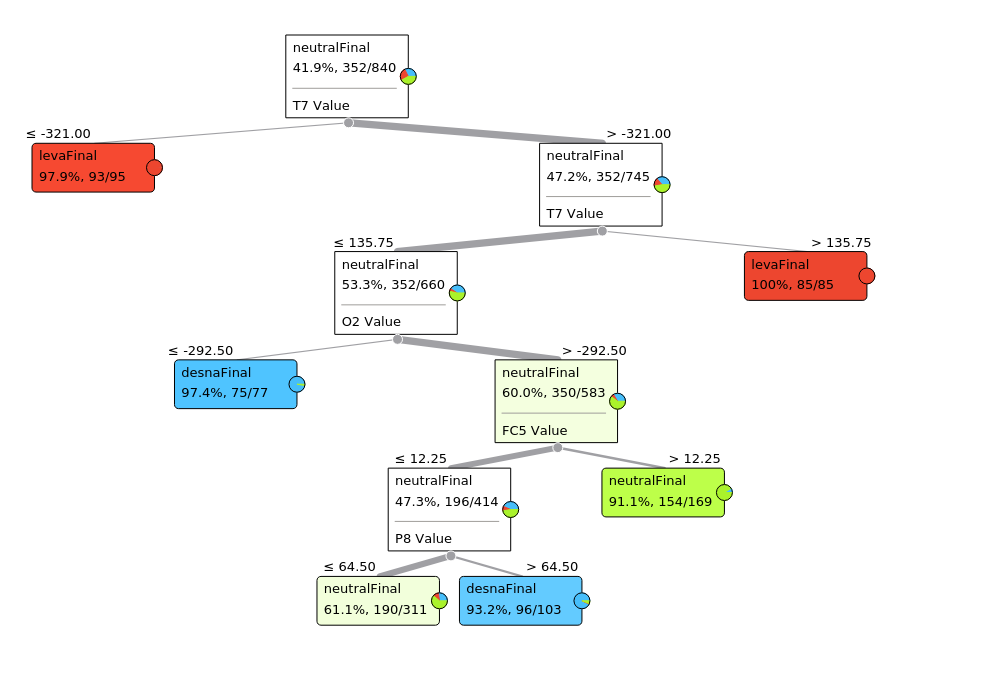 neutralFinal
41.9%, 352/840
T7 Value
≤ -321.00
> -321.00
levaFinal
97.9%, 93/95
neutralFinal
47.2%, 352/745
T7 Value
≤ 135.75
> 135.75
neutralFinal
53.3%, 352/660
O2 Value
levaFinal
100%, 85/85
≤ -292.50
> -292.50
desnaFinal
97.4%, 75/77
neutralFinal
60.0%, 350/583
FC5 Value
≤ 12.25
> 12.25
neutralFinal
47.3%, 196/414
P8 Value
neutralFinal
91.1%, 154/169
≤ 64.50
> 64.50
neutralFinal
61.1%, 190/311
desnaFinal
93.2%, 96/103